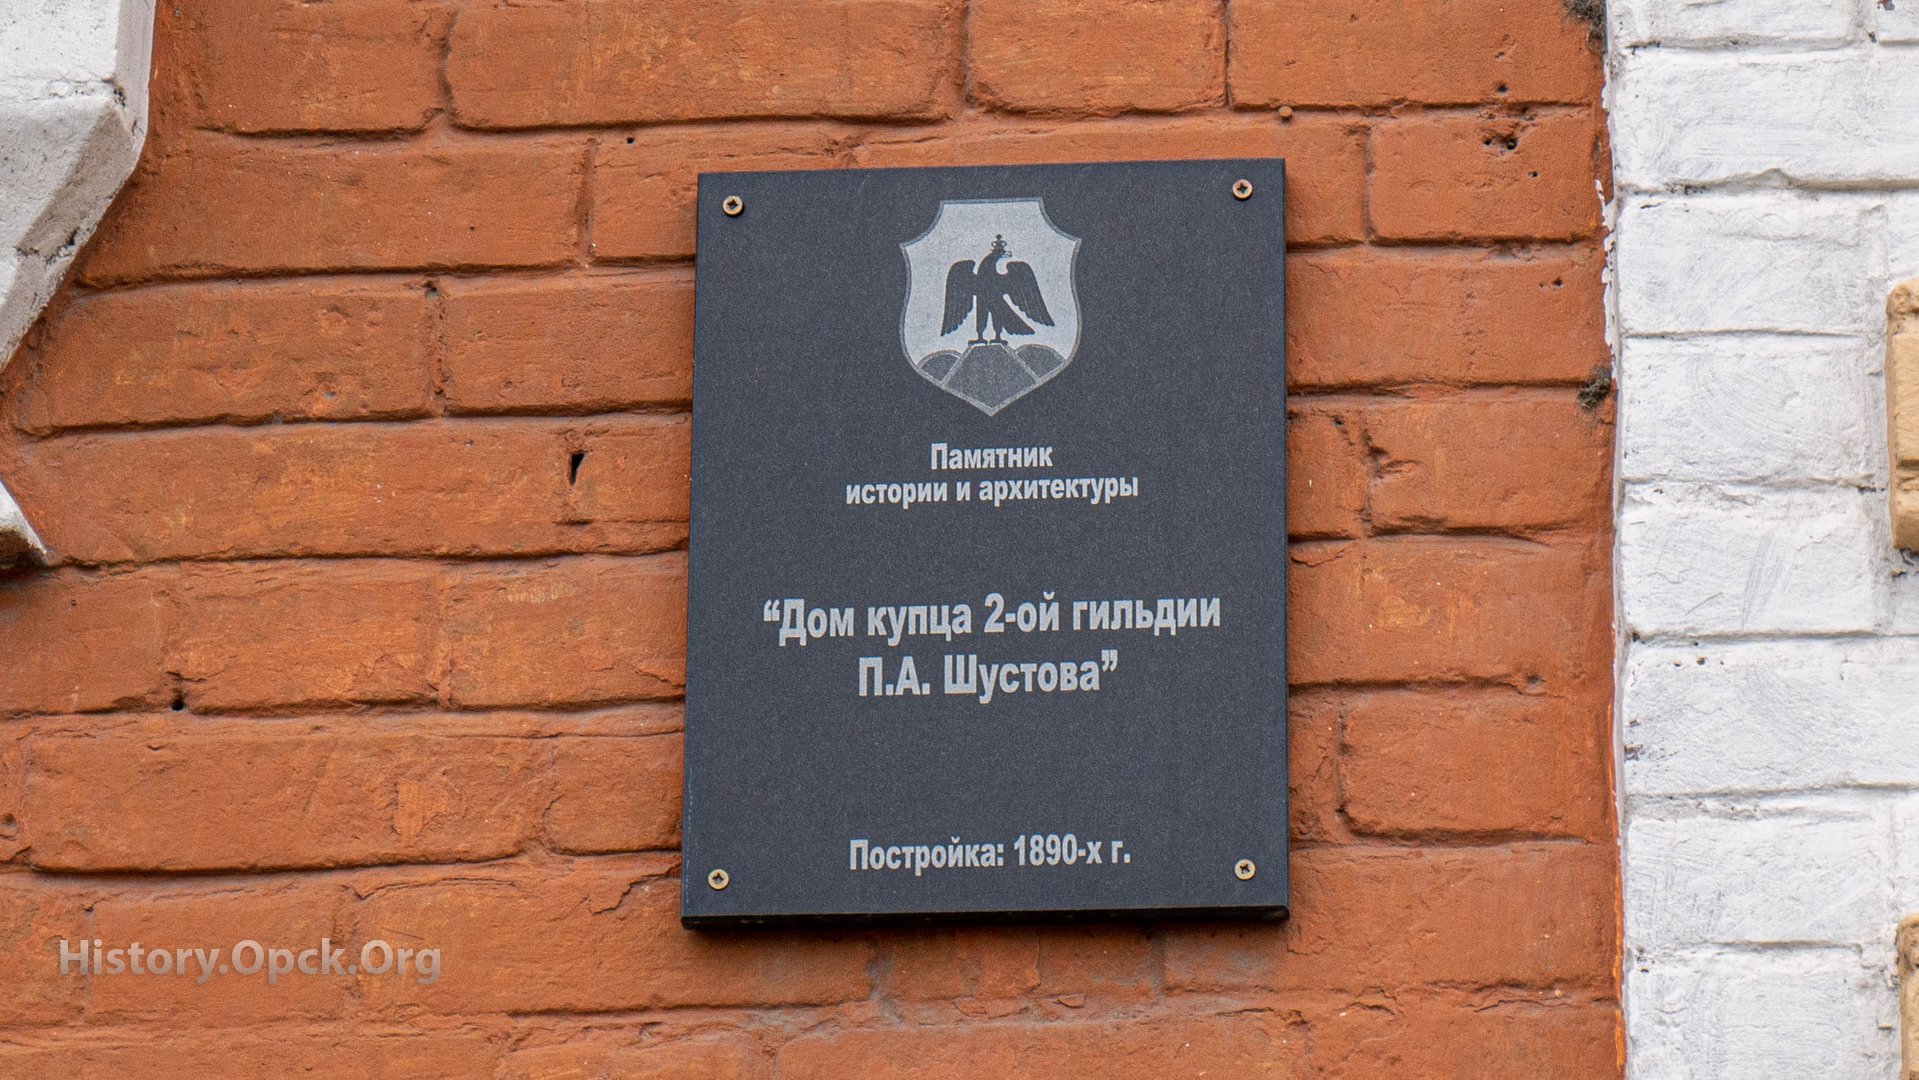 Памятник
истории и архитектуры
“Дом купца 2-ой гильдии
П.А. Шустова”
Постройка: 1890-х г.
History.Opck.Org